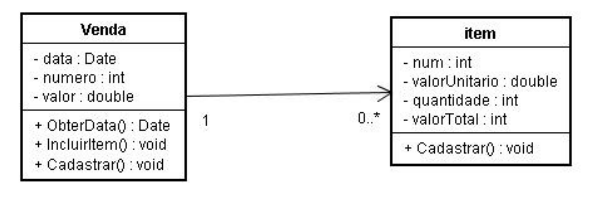 Venda
- data : Date
- numero : int
- valor : double
+ ObterData() : Date
+ IncluirItem() : void
+ Cadastrar() : void
1
0..*
item
- num : int
- valorUnitario : double
- quantidade : int
- valorTotal : int
+ Cadastrar() : void